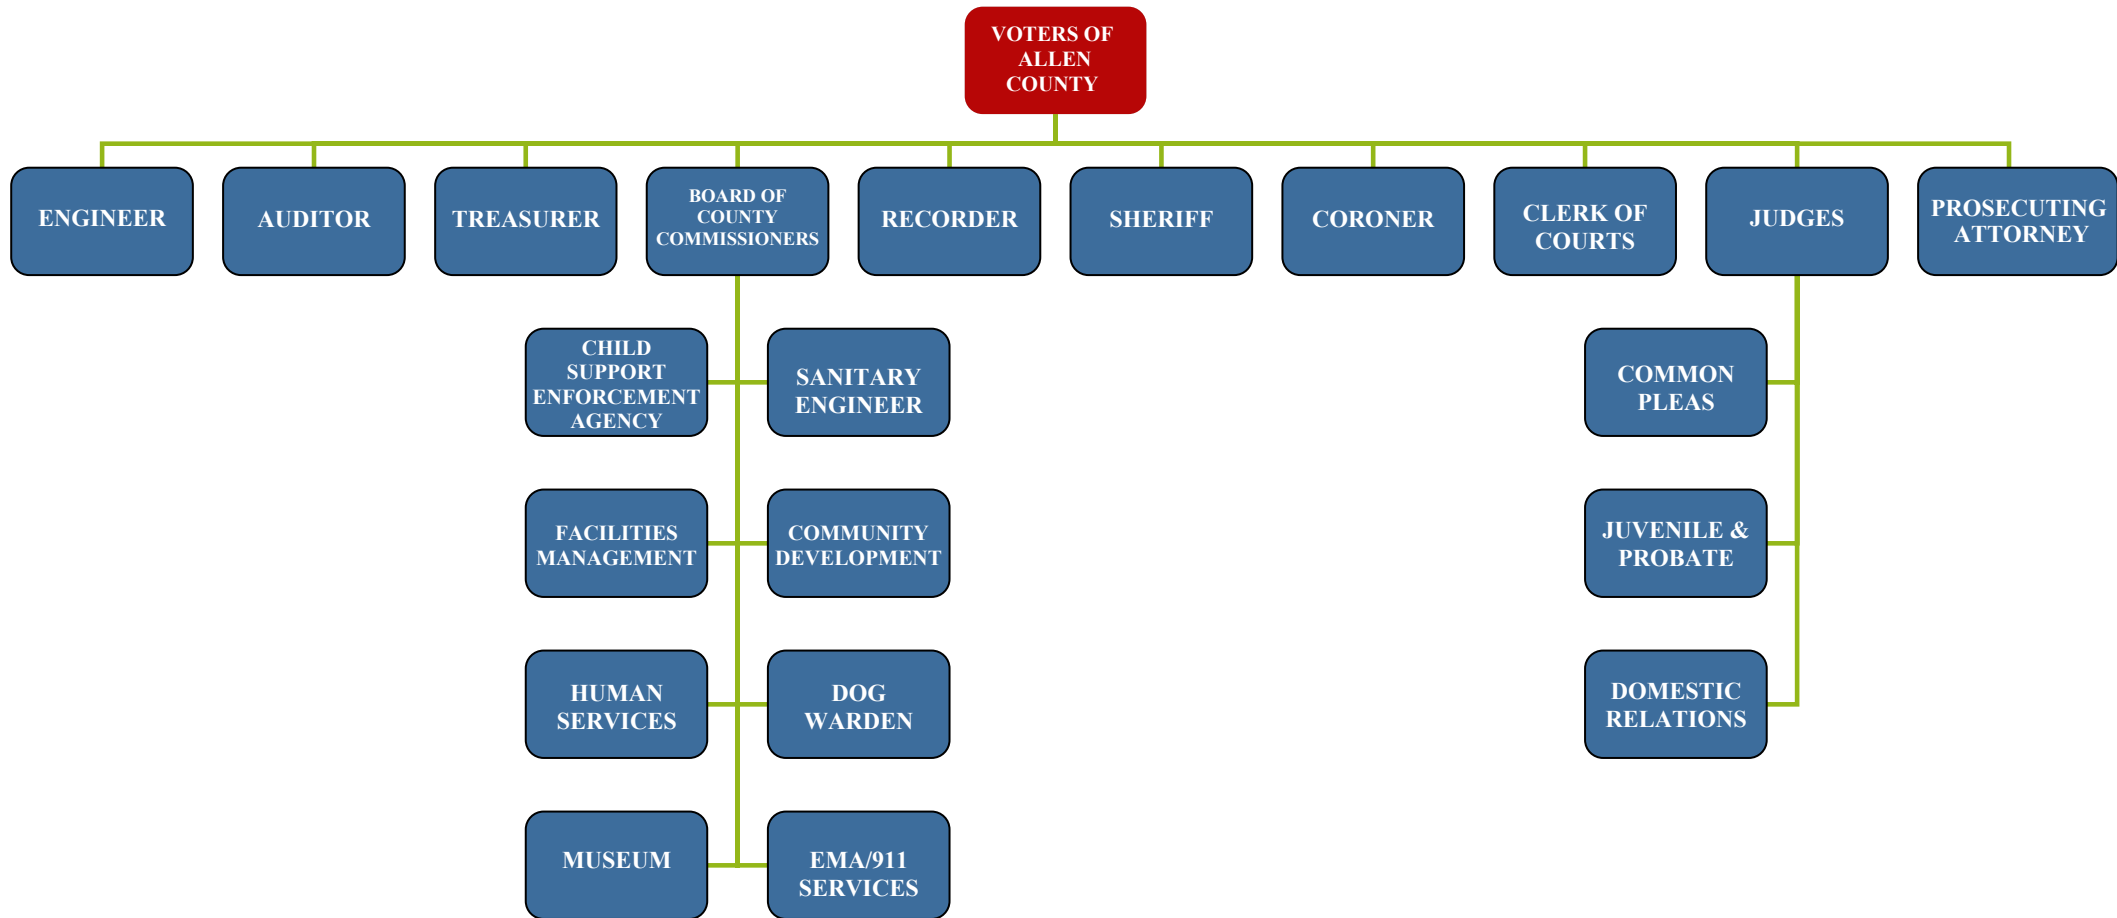 VOTERS OF
ALLEN
COUNTY
ENGINEER
AUDITOR
TREASURER
BOARD OF
COUNTY
COMMISSIONERS
RECORDER
SHERIFF
CORONER
CLERK OF
COURTS
JUDGES
PROSECUTING
ATTORNEY
CHILD
SUPPORT
ENFORCEMENT
AGENCY
SANITARY
ENGINEER
COMMON
PLEAS
FACILITIES
MANAGEMENT
COMMUNITY
DEVELOPMENT
JUVENILE &
PROBATE
HUMAN
SERVICES
DOG
WARDEN
DOMESTIC
RELATIONS
MUSEUM
EMA/911
SERVICES